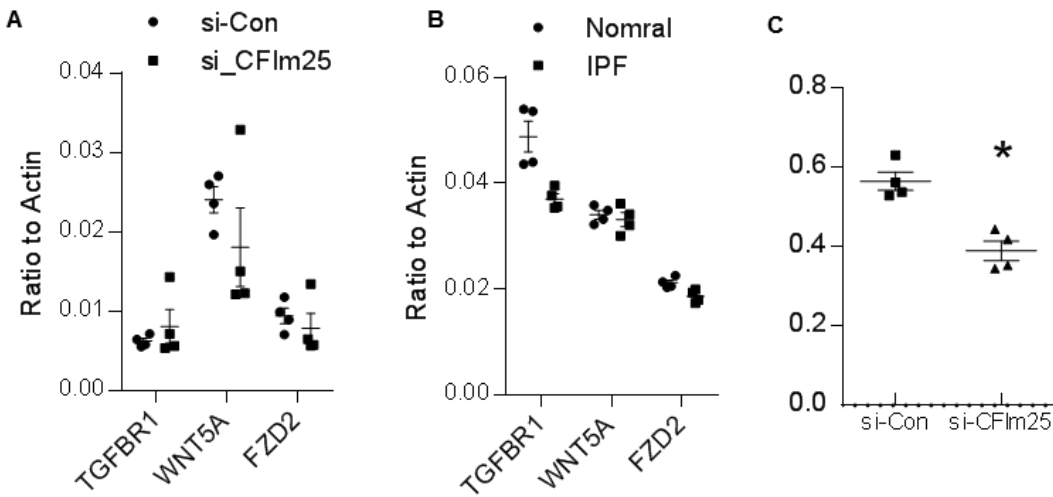 A
si-Con
si_CFIm25
0.04
0.03
0.02
0.01
0.00
Ratio to Actin
TGFBR1
WNT5A
FZD2
B
Nomral
IPF
0.06
0.04
0.02
0.00
Ratio to Actin
TGFBR1
WNT5A
FZD2
C
0.8
0.6
0.4
0.2
0.0
*
si-Con
si-CFIm25